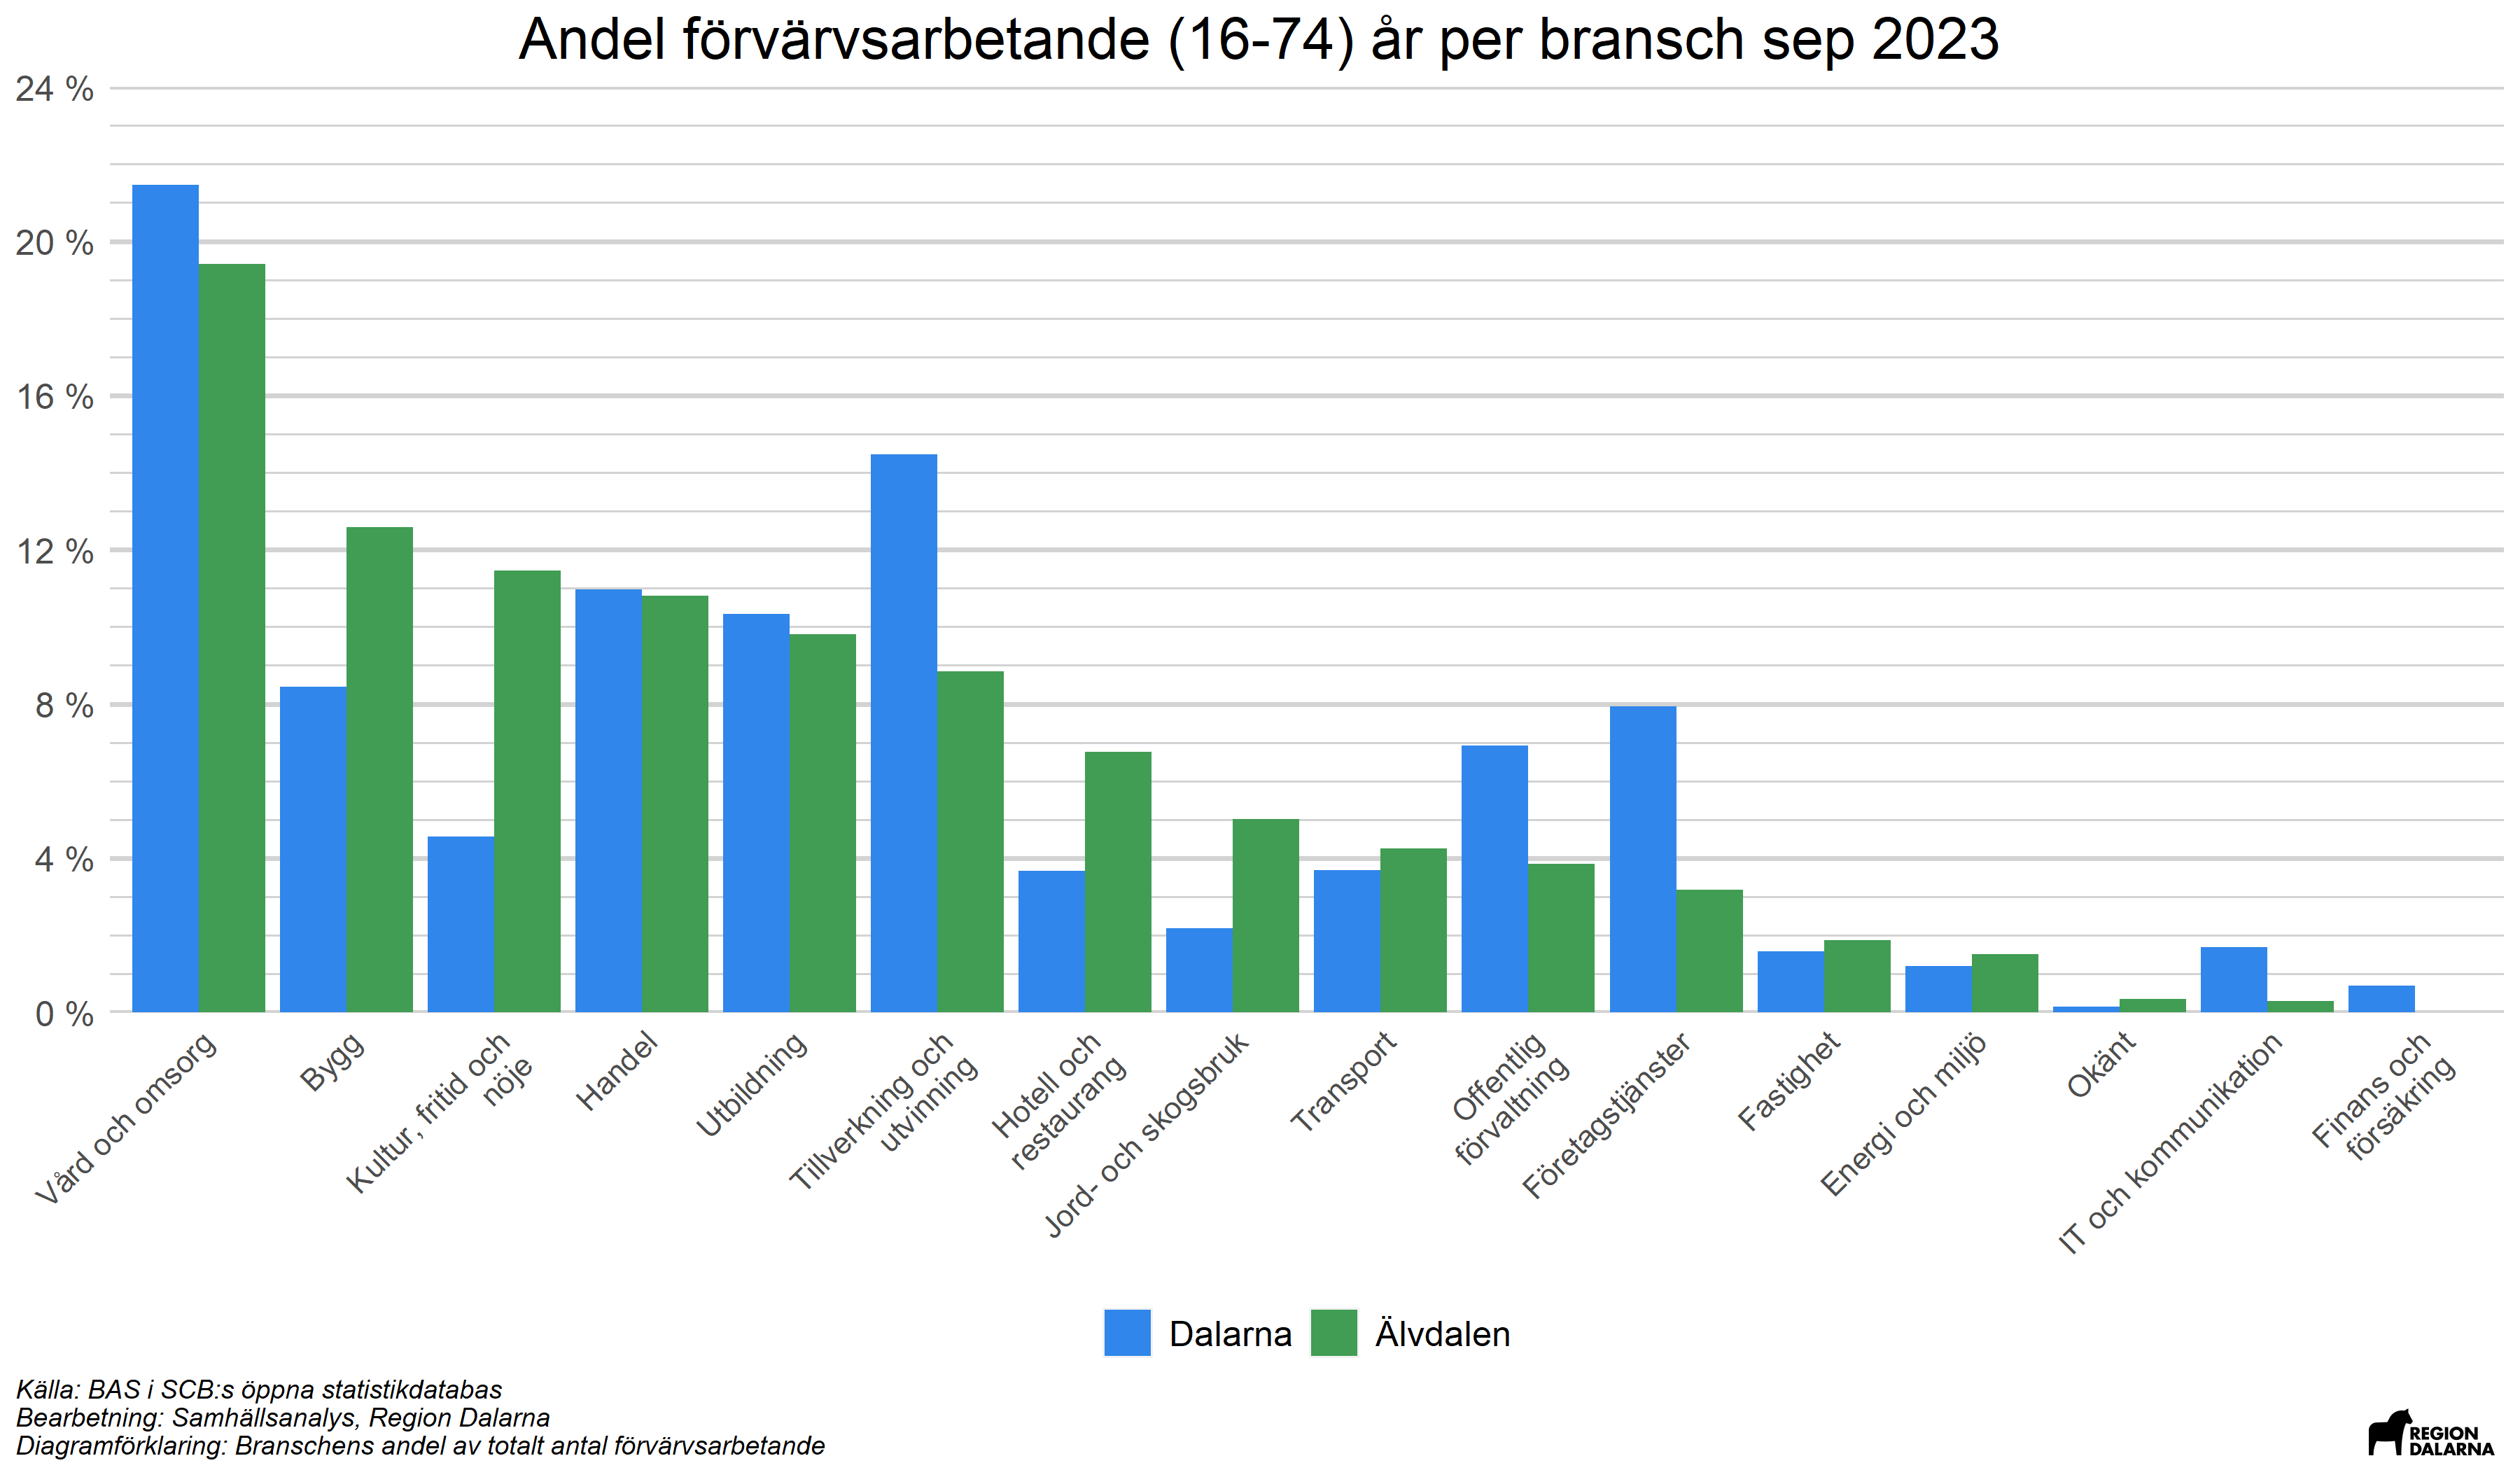 Andel förvärvsarbetande (16-74) år per bransch sep 2023
24 %
20 %
16 %
12 %
8 %
4 %
0 %
Vård och omsorg
Bygg
Kultur, fritid och
nöje
Handel
Utbildning
Tillverkning och
utvinning
Hotell och
restaurang
Jord- och skogsbruk
Transport
Offentlig
förvaltning
Företagstjänster
Fastighet
Energi och miljö
Okänt
IT och kommunikation
Finans och
försäkring
Dalarna
Älvdalen
Källa: BAS i SCB:s öppna statistikdatabas
Bearbetning: Samhällsanalys, Region Dalarna
Diagramförklaring: Branschens andel av totalt antal förvärvsarbetande
REGION
DALARNA